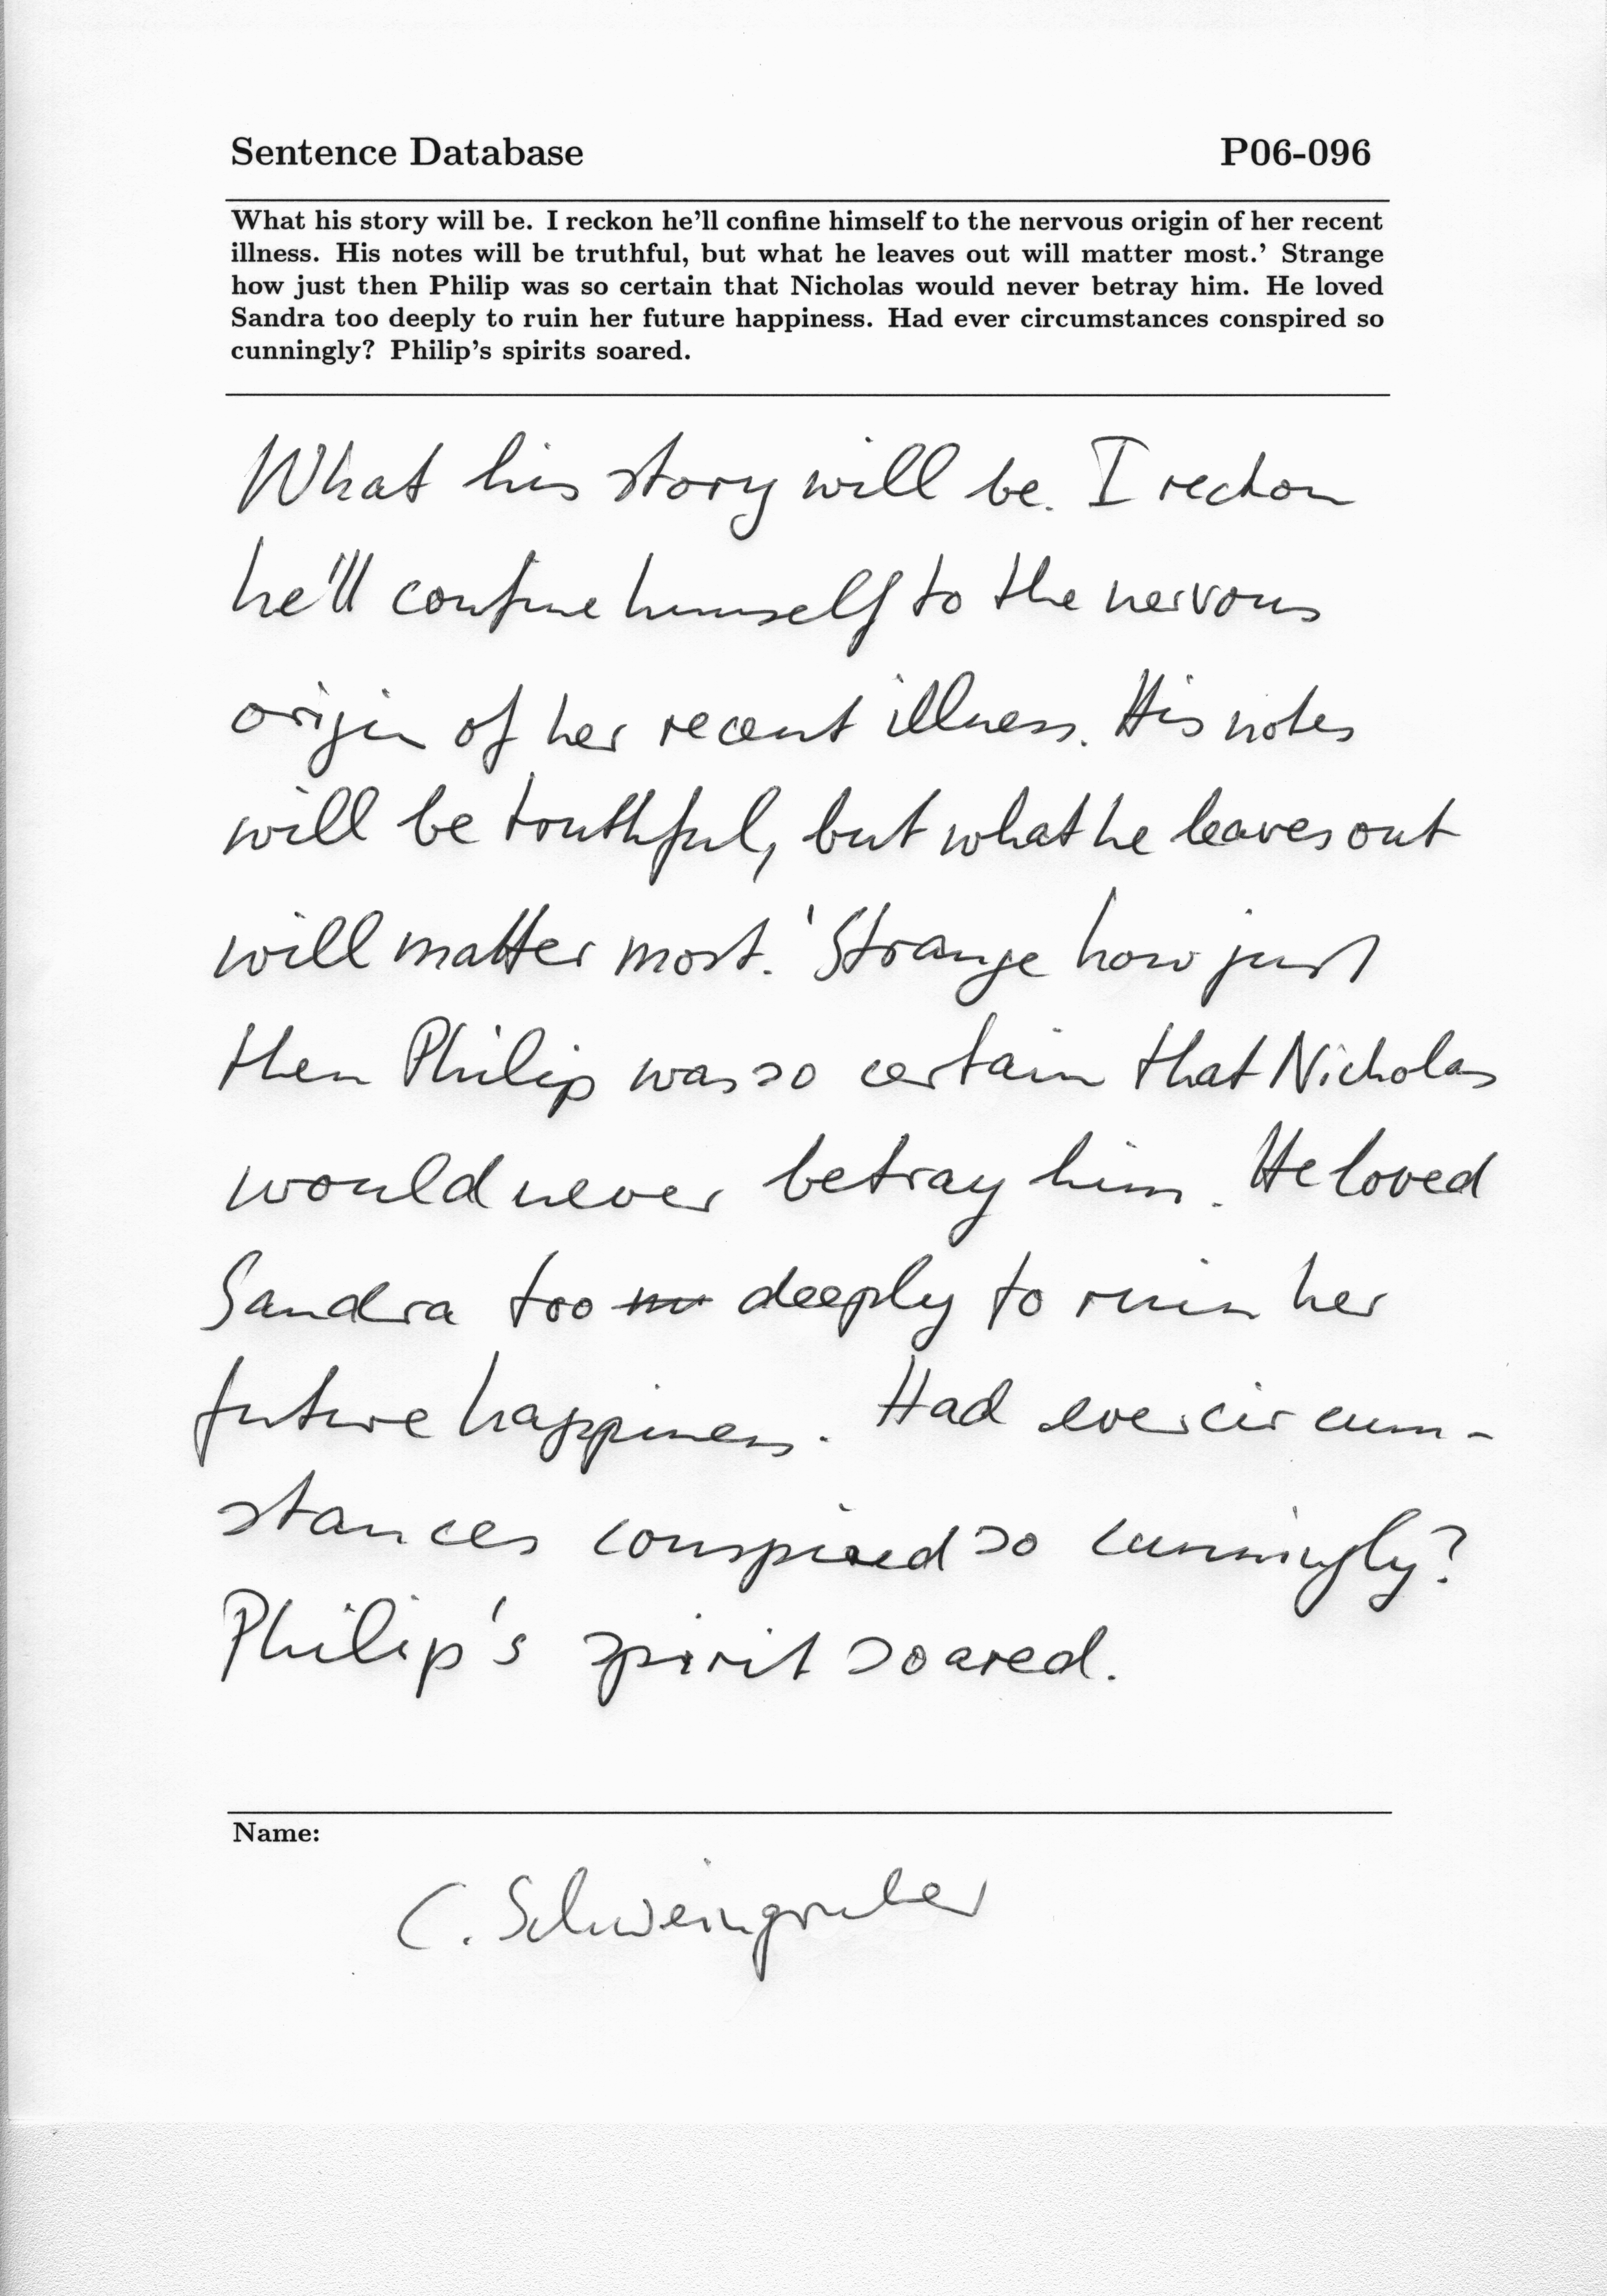 Sentence Database P06-096
What his story will be. I reckon he'll confine himself to the nervous origin of her recent
illness. His notes will be truthful, but what he leaves out will matter most.' Strange
how just then Philip was so certain that Nicholas would never betray him. He loved
Sandra too deeply to ruin her future happiness. Had ever circumstances conspired so
cunningly? Philip's spirits soared.
What his story will be. I reckon
he'll confine himself to the nervous
origin of her recent illness. His notes
will be truthful, but what he leaves out
will matter most.' Strange how just
then Philip was so certain that Nicholas
would never betray him. He loved
Sandra too deeply to ruin her
future happiness. Had ever circum-
stances conspired so cunningly?
Philip's spirit soared.
Name:
C. Schweingruber